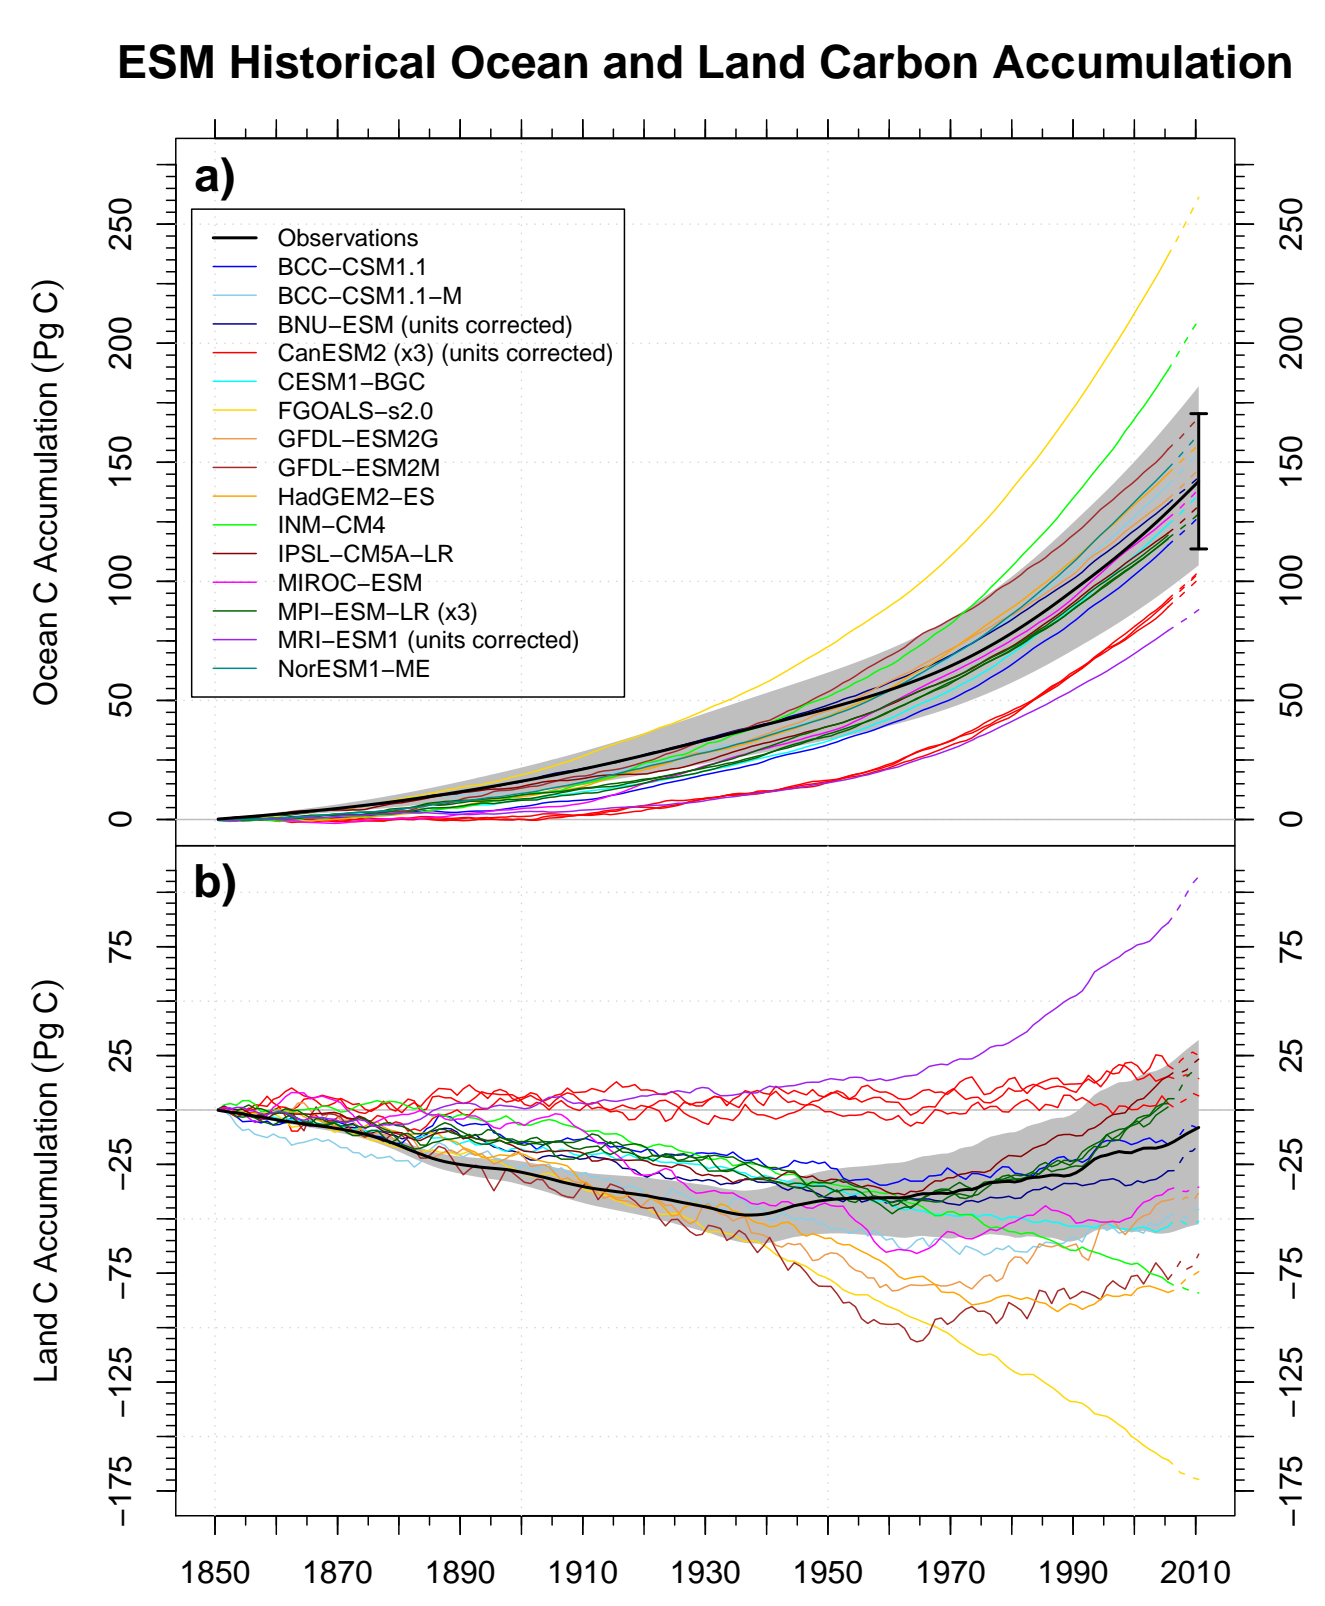 ESM Historical Ocean and Land Carbon Accumulation
a)
Observations
BCC−CSM1.1
BCC−CSM1.1−M
BNU−ESM (units corrected)
CanESM2 (x3) (units corrected)
CESM1−BGC
FGOALS−s2.0
GFDL−ESM2G
GFDL−ESM2M
HadGEM2−ES
INM−CM4
IPSL−CM5A−LR
MIROC−ESM
MPI−ESM−LR (x3)
MRI−ESM1 (units corrected)
NorESM1−ME
Ocean C Accumulation (Pg C)
250
200
150
100
50
0
250
200
150
100
50
0
b)
Land C Accumulation (Pg C)
75
25
−25
−75
−125
−175
75
25
−25
−75
−125
−175
1850 1870 1890 1910 1930 1950 1970 1990 2010